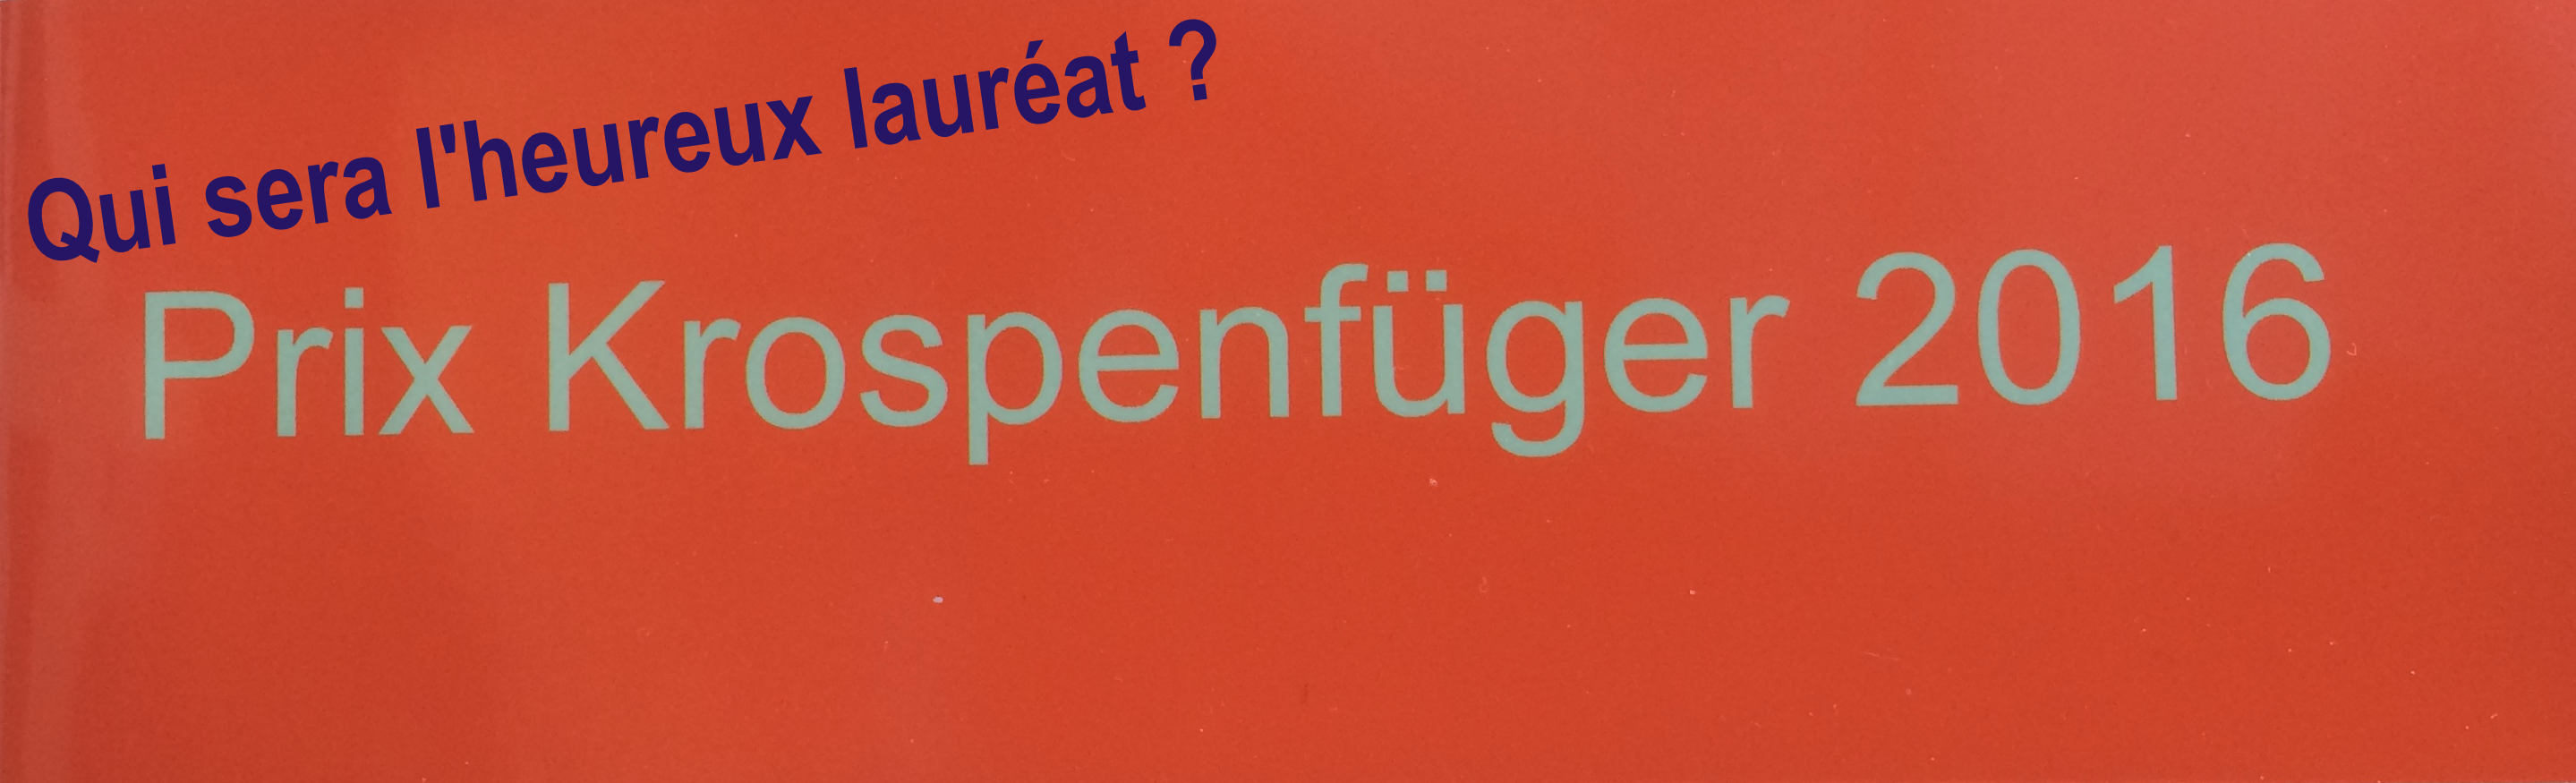 Qui sera l'heureux lauréat ?
Prix Krospenfüger 2016